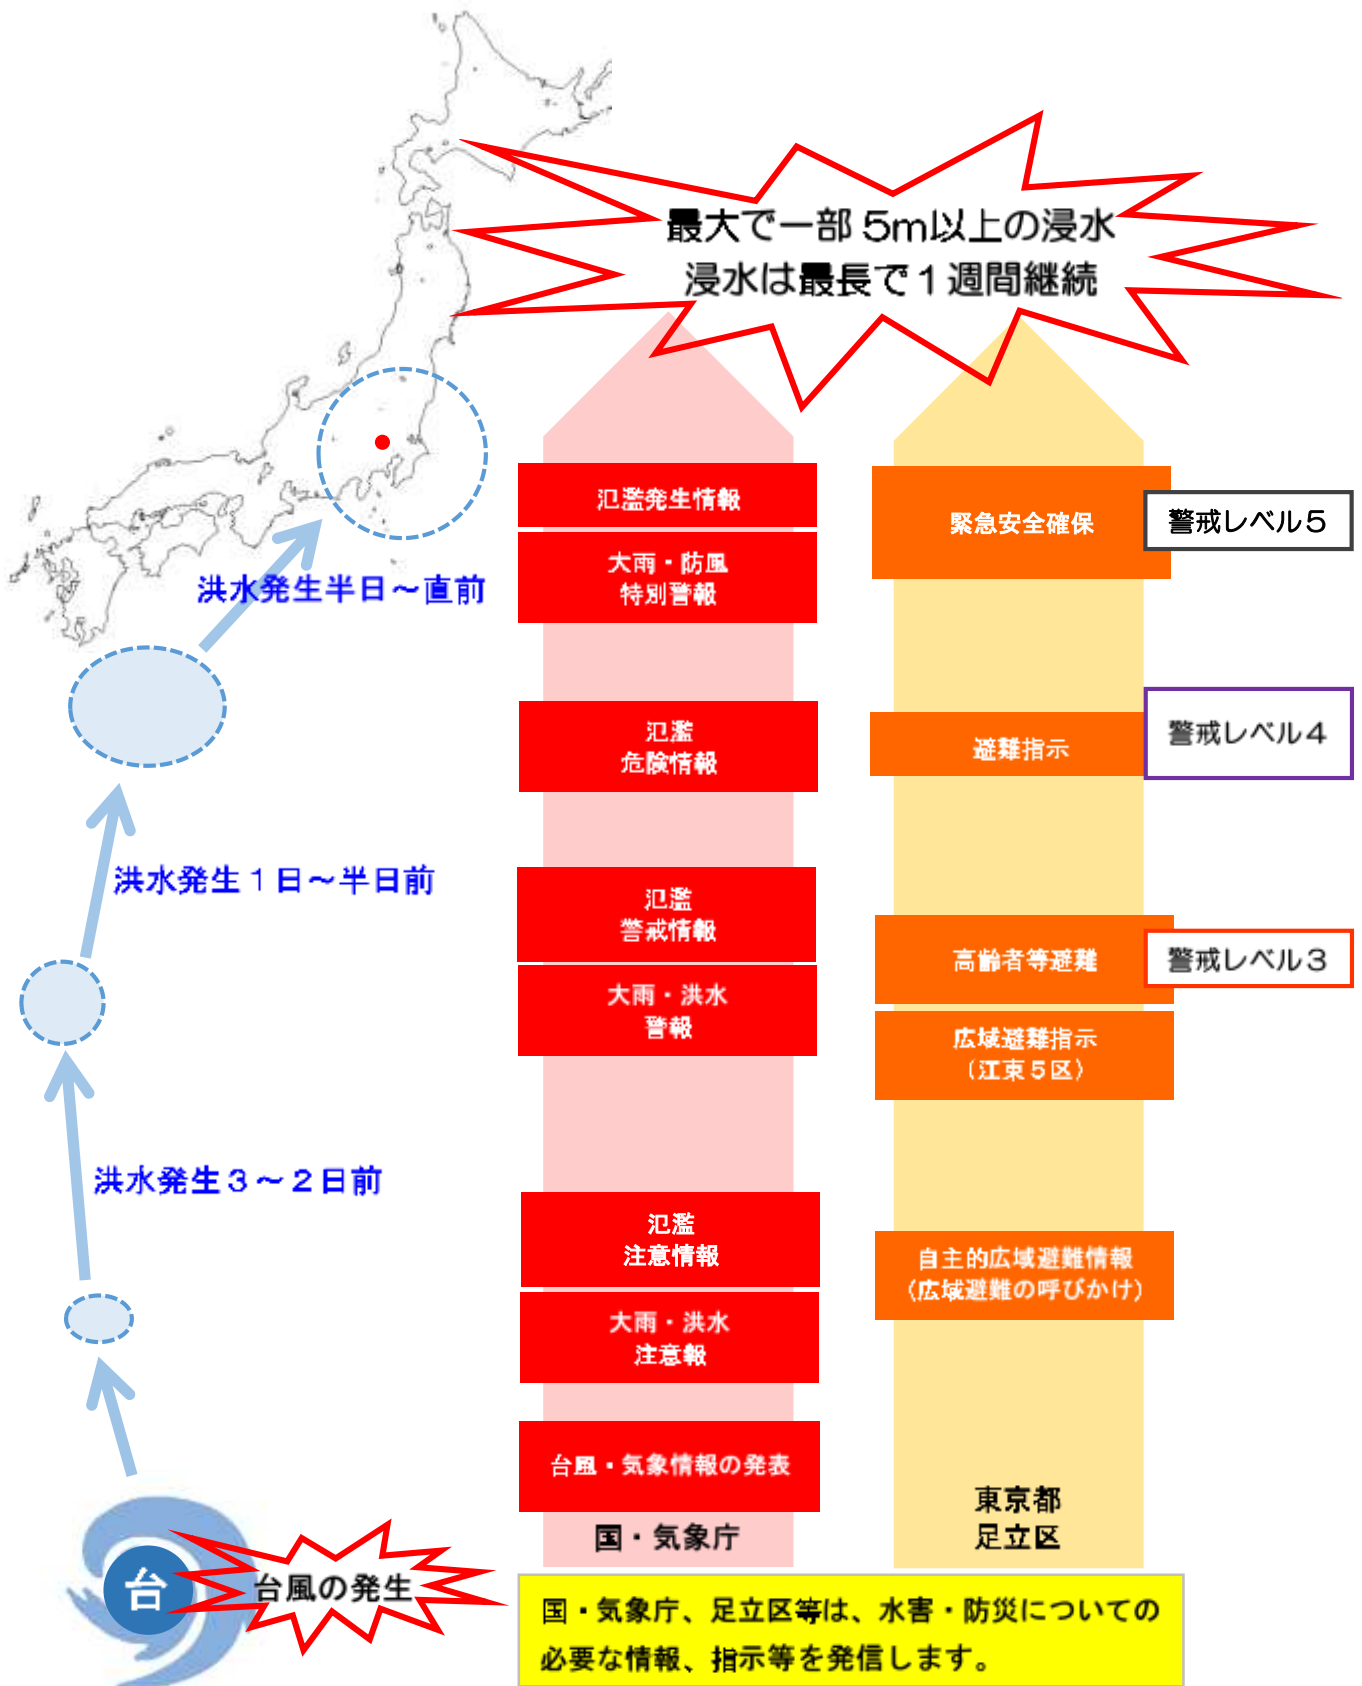 最大で一部 5m以上の浸水
浸水は最長で１週間継続
氾濫発生情報
大雨・防風
特別警報
緊急安全確保
警戒レベル５
洪水発生半日～直前
氾濫
危険情報
避難指示
警戒レベル４
洪水発生１日～半日前
氾濫
警戒情報
大雨・洪水
警報
高齢者等避難
警戒レベル３
広域避難指示
（江東５区）
洪水発生３～２日前
氾濫
注意情報
大雨・洪水
注意報
自主的広域避難情報
（広域避難の呼びかけ）
台風・気象情報の発表
国・気象庁
東京都
足立区
台
台風の発生
国・気象庁、足立区等は、水害・防災についての
必要な情報、指示等を発信します。